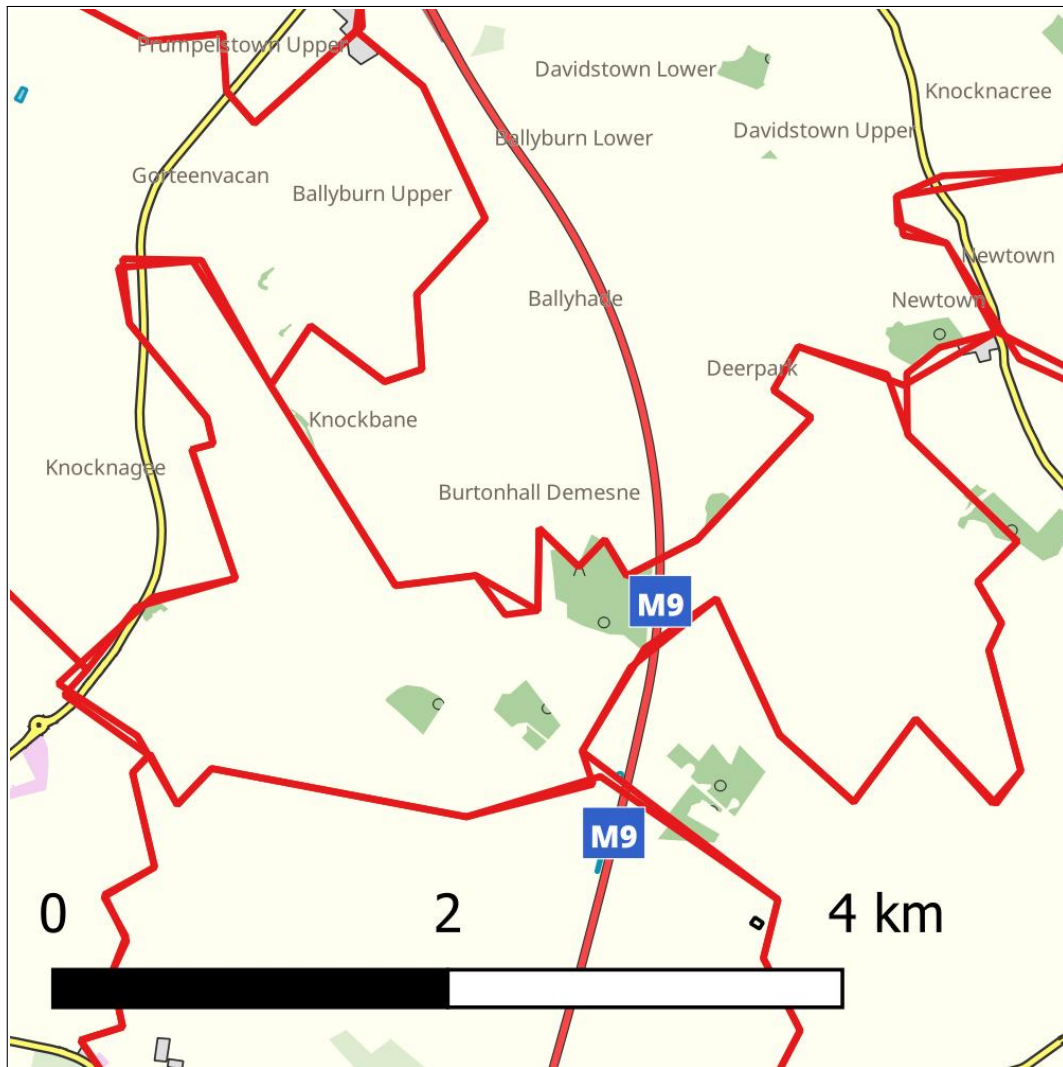 Prumpelstown Upper
Davidstown Lower
Knocknacree
Ballyburn Lower
Davidstown Upper
Gorteenvacan
Ballyburn Upper
Newtown
Ballyhade
Newtown
Deerpark
Knockbane
Knocknagee
Burtonhall Demesne
M9
M9
0 2 4 km